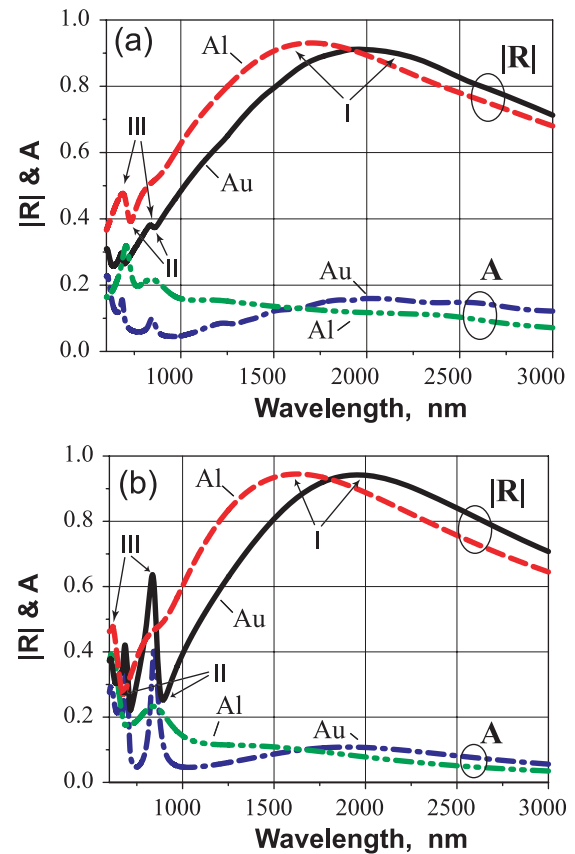 (a)
|R| & A
1.0
0.8
0.6
0.4
0.2
0.0
Al
|R|
I
III
Au
II
Au
A
Al
1000 1500 2000 2500 3000
Wavelength, nm
(b)
|R| & A
1.0
0.8
0.6
0.4
0.2
0.0
Al
|R|
I
III
Au
II
Al
Au
A
1000 1500 2000 2500 3000
Wavelength, nm